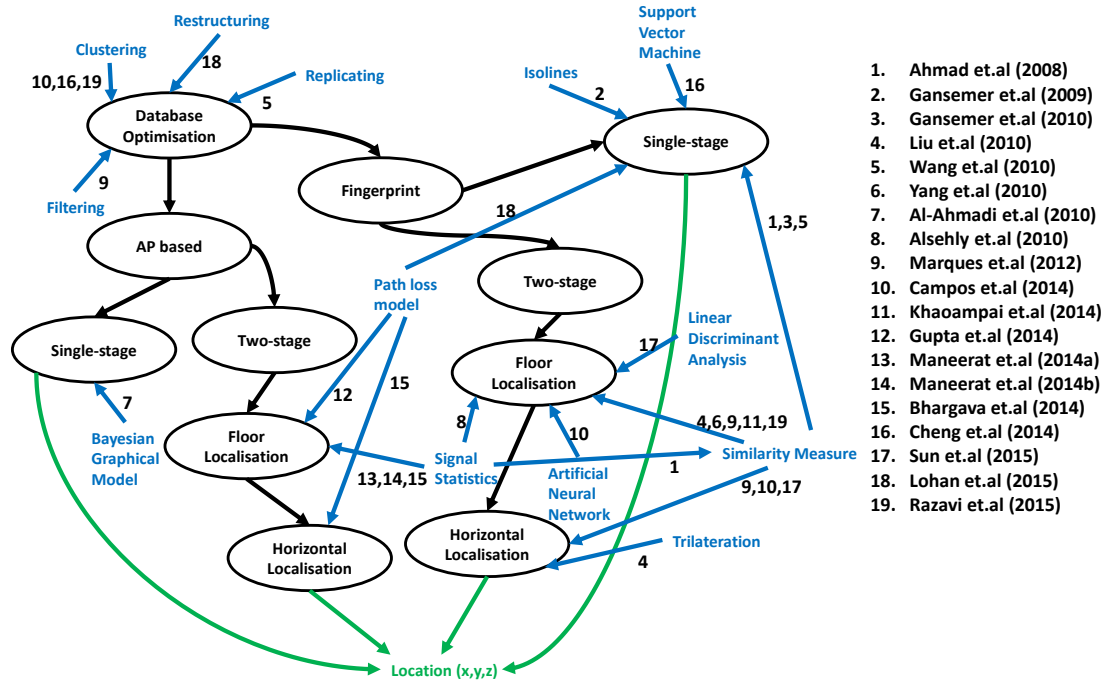 Restructuring
Clustering
18
10,16,19
Replicating
5
Database
Optimisation
9
Filtering
Support
Vector
Machine
Isolines
2
16
Single-stage
Fingerprint
18
1,3,5
AP based
Path loss
model
Two-stage
Single-stage
Two-stage
15
12
7
Bayesian
Graphical
Model
Linear
Discriminant
Analysis
17
Floor
Localisation
8
10
4,6,9,11,19
Floor
Localisation
13,14,15
Signal
Statistics
Artificial
Neural
Network
1
Similarity Measure
9,10,17
Horizontal
Localisation
Horizontal
Localisation
Trilateration
4
Location (x,y,z)
1. Ahmad et.al (2008)
2. Gansemer et.al (2009)
3. Gansemer et.al (2010)
4. Liu et.al (2010)
5. Wang et.al (2010)
6. Yang et.al (2010)
7. Al-Ahmadi et.al (2010)
8. Alsehly et.al (2010)
9. Marques et.al (2012)
10. Campos et.al (2014)
11. Khaoampai et.al (2014)
12. Gupta et.al (2014)
13. Maneerat et.al (2014a)
14. Maneerat et.al (2014b)
15. Bhargava et.al (2014)
16. Cheng et.al (2014)
17. Sun et.al (2015)
18. Lohan et.al (2015)
19. Razavi et.al (2015)